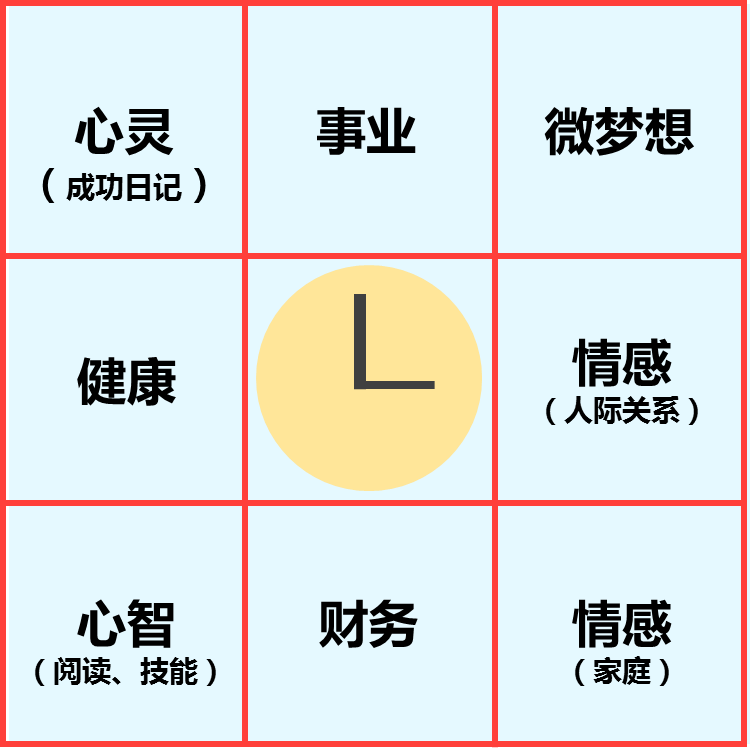 心灵
（成功日记）
事业
微梦想
健康
情感
（人际关系）
心智
（阅读、技能）
财务
情感
（家庭）